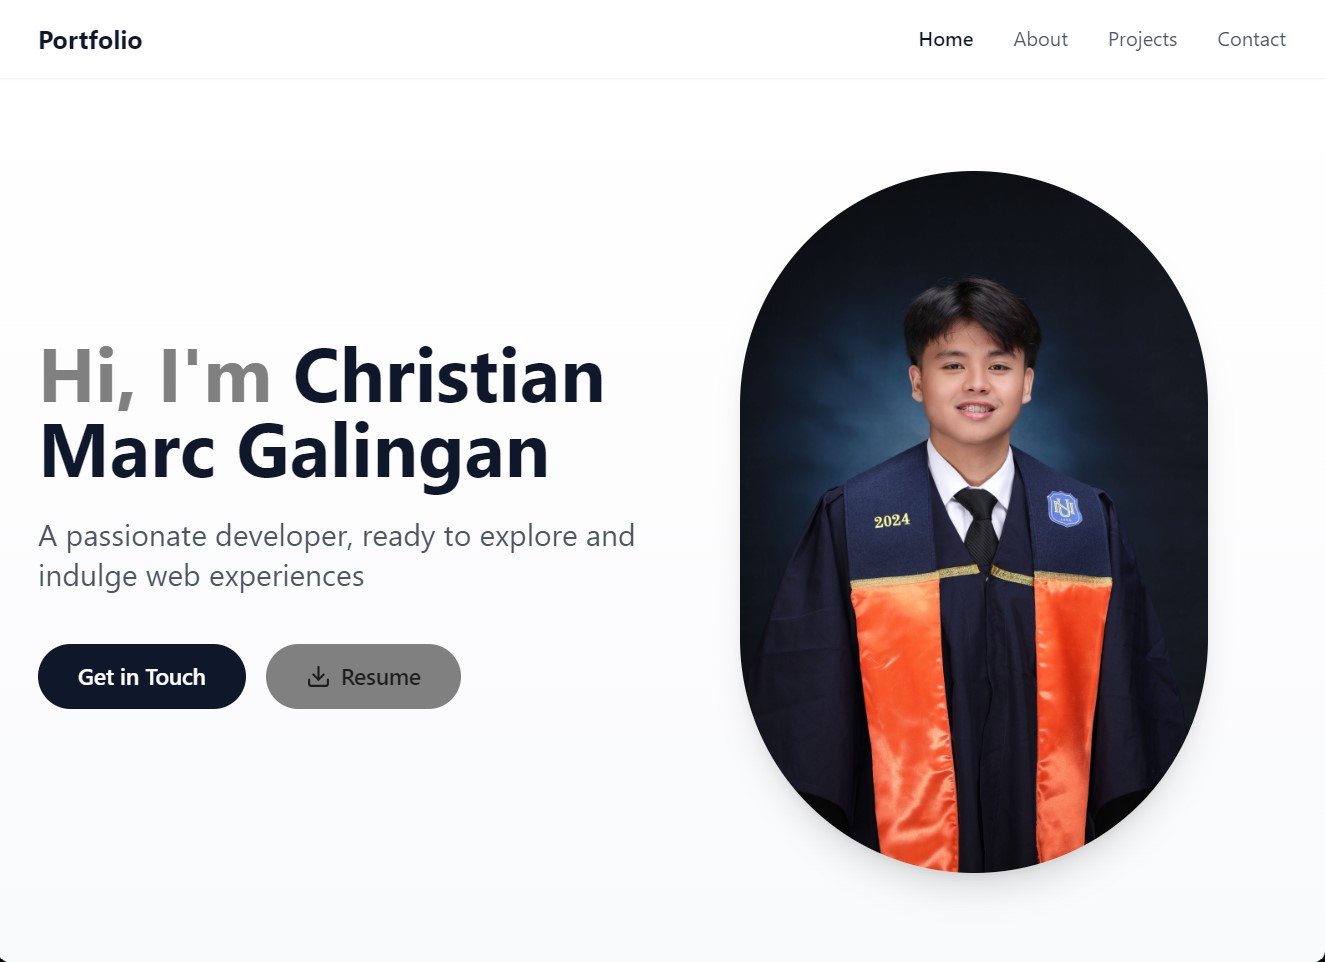 Portfolio
Home About Projects Contact
Hi, I'm Christian
Marc Galingan
A passionate developer, ready to explore and
indulge web experiences
Get in Touch
Resume
2024
NU